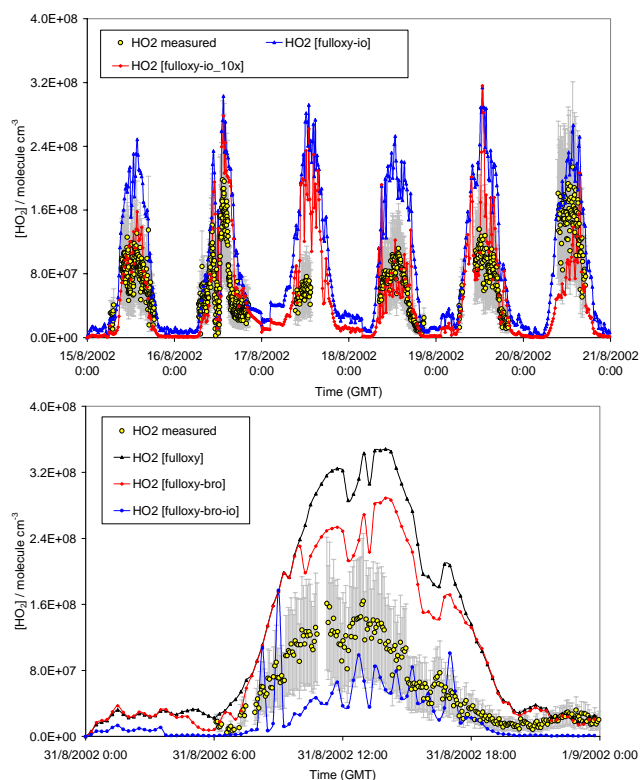 4.0E+08
HO2 measured HO2 [fulloxy-io]
HO2 [fulloxy-io_10x]
3.2E+08
2.4E+08
1.6E+08
8.0E+07
0.0E+00
[HO₂] / molecule cm⁻³
15/8/2002 16/8/2002 17/8/2002 18/8/2002 19/8/2002 20/8/2002 21/8/2002
0:00 0:00 0:00 0:00 0:00 0:00 0:00
Time (GMT)
4.0E+08
HO2 measured
HO2 [fulloxy]
HO2 [fulloxy-bro]
HO2 [fulloxy-bro-io]
3.2E+08
2.4E+08
1.6E+08
8.0E+07
0.0E+00
[HO₂] / molecule cm⁻³
31/8/2002 0:00 31/8/2002 6:00 31/8/2002 12:00 31/8/2002 18:00 1/9/2002 0:00
Time (GMT)